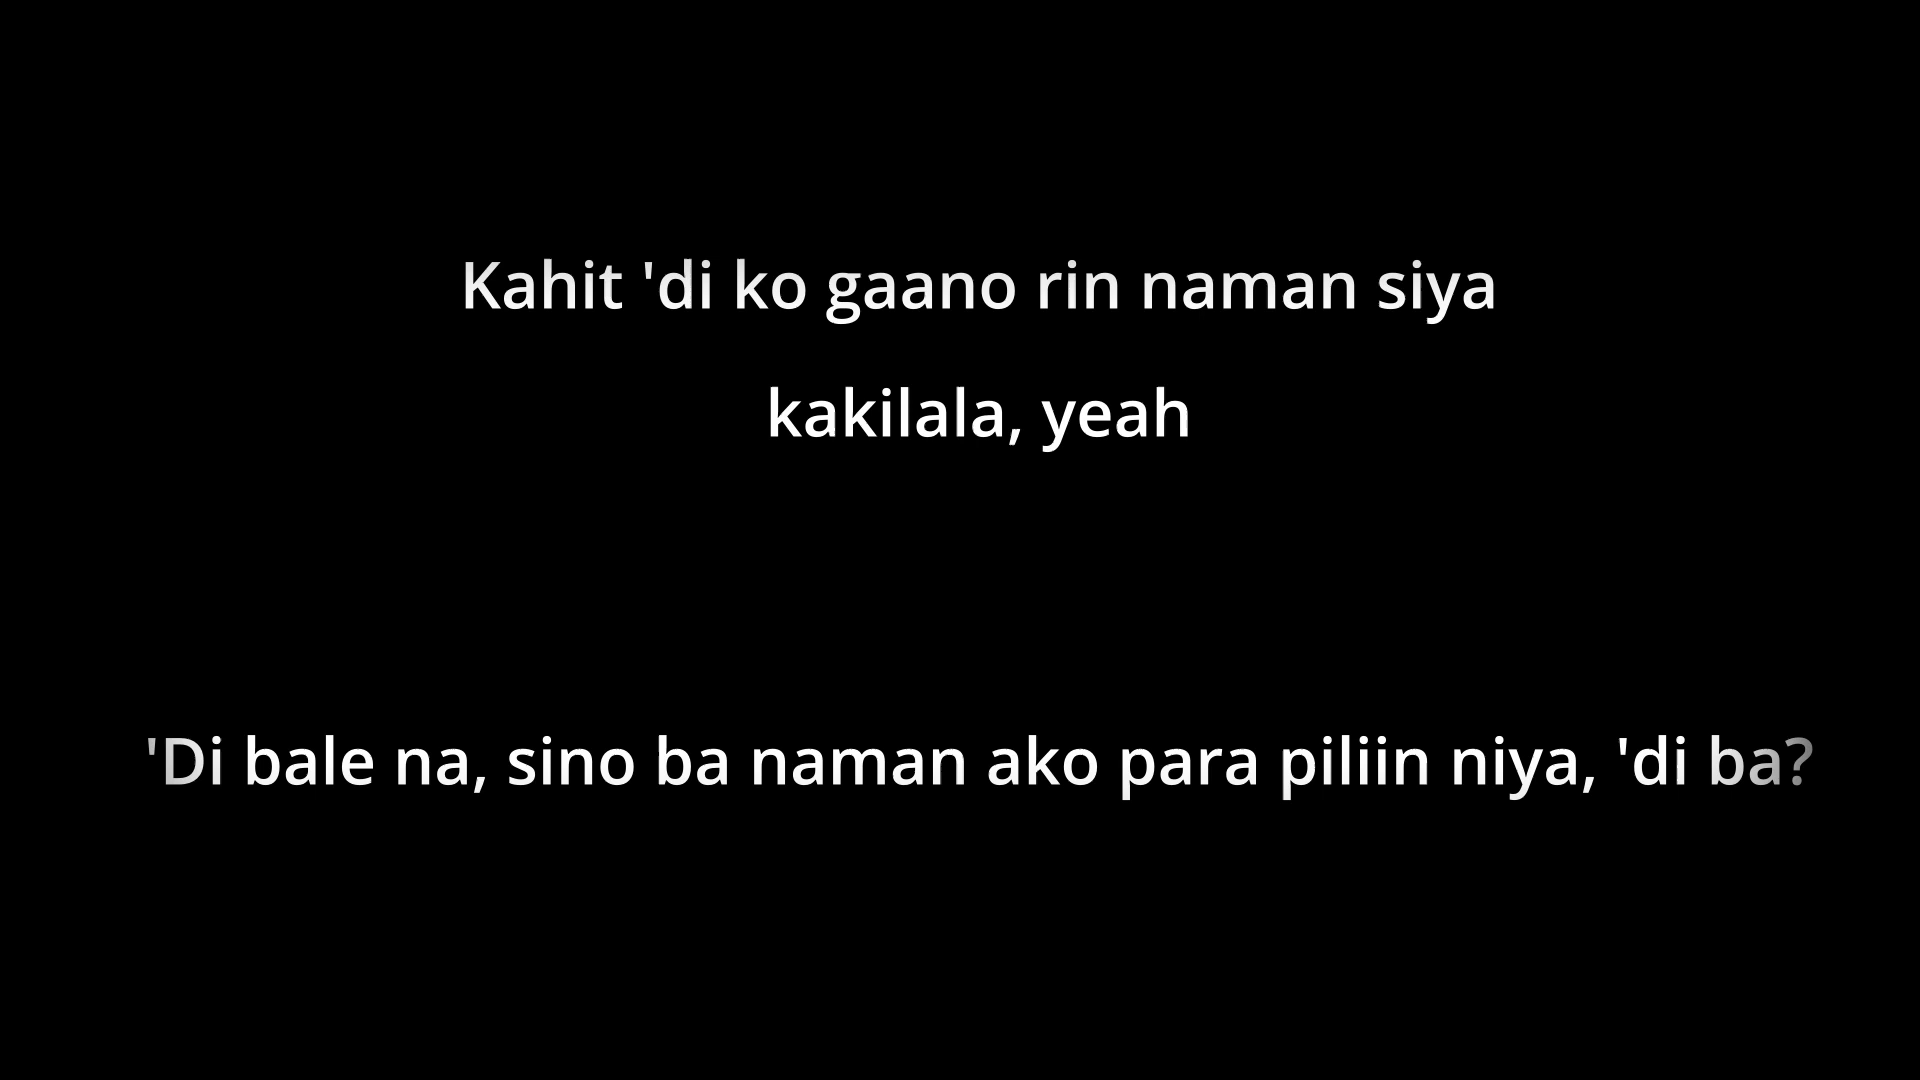 Kahit 'di ko gaano rin naman siya
kakilala, yeah
'Di bale na, sino ba naman ako para piliin niya, 'di ba?